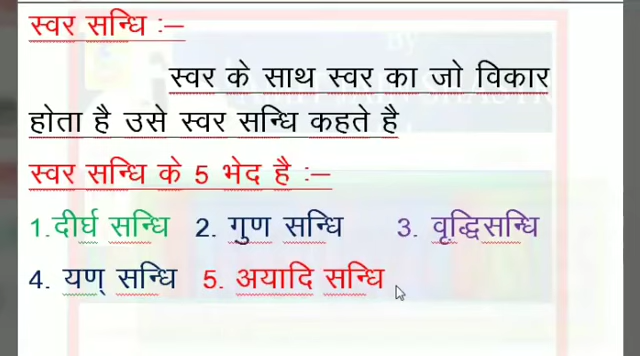 स्वर सन्धि :–
स्वर के साथ स्वर का जो विकार
होता है उसे स्वर सन्धि कहते है
स्वर सन्धि के 5 भेद है :–
1.दीर्घ सन्धि 2. गुण सन्धि 3. वृद्धिसन्धि
4. यण् सन्धि 5. अयादि सन्धि